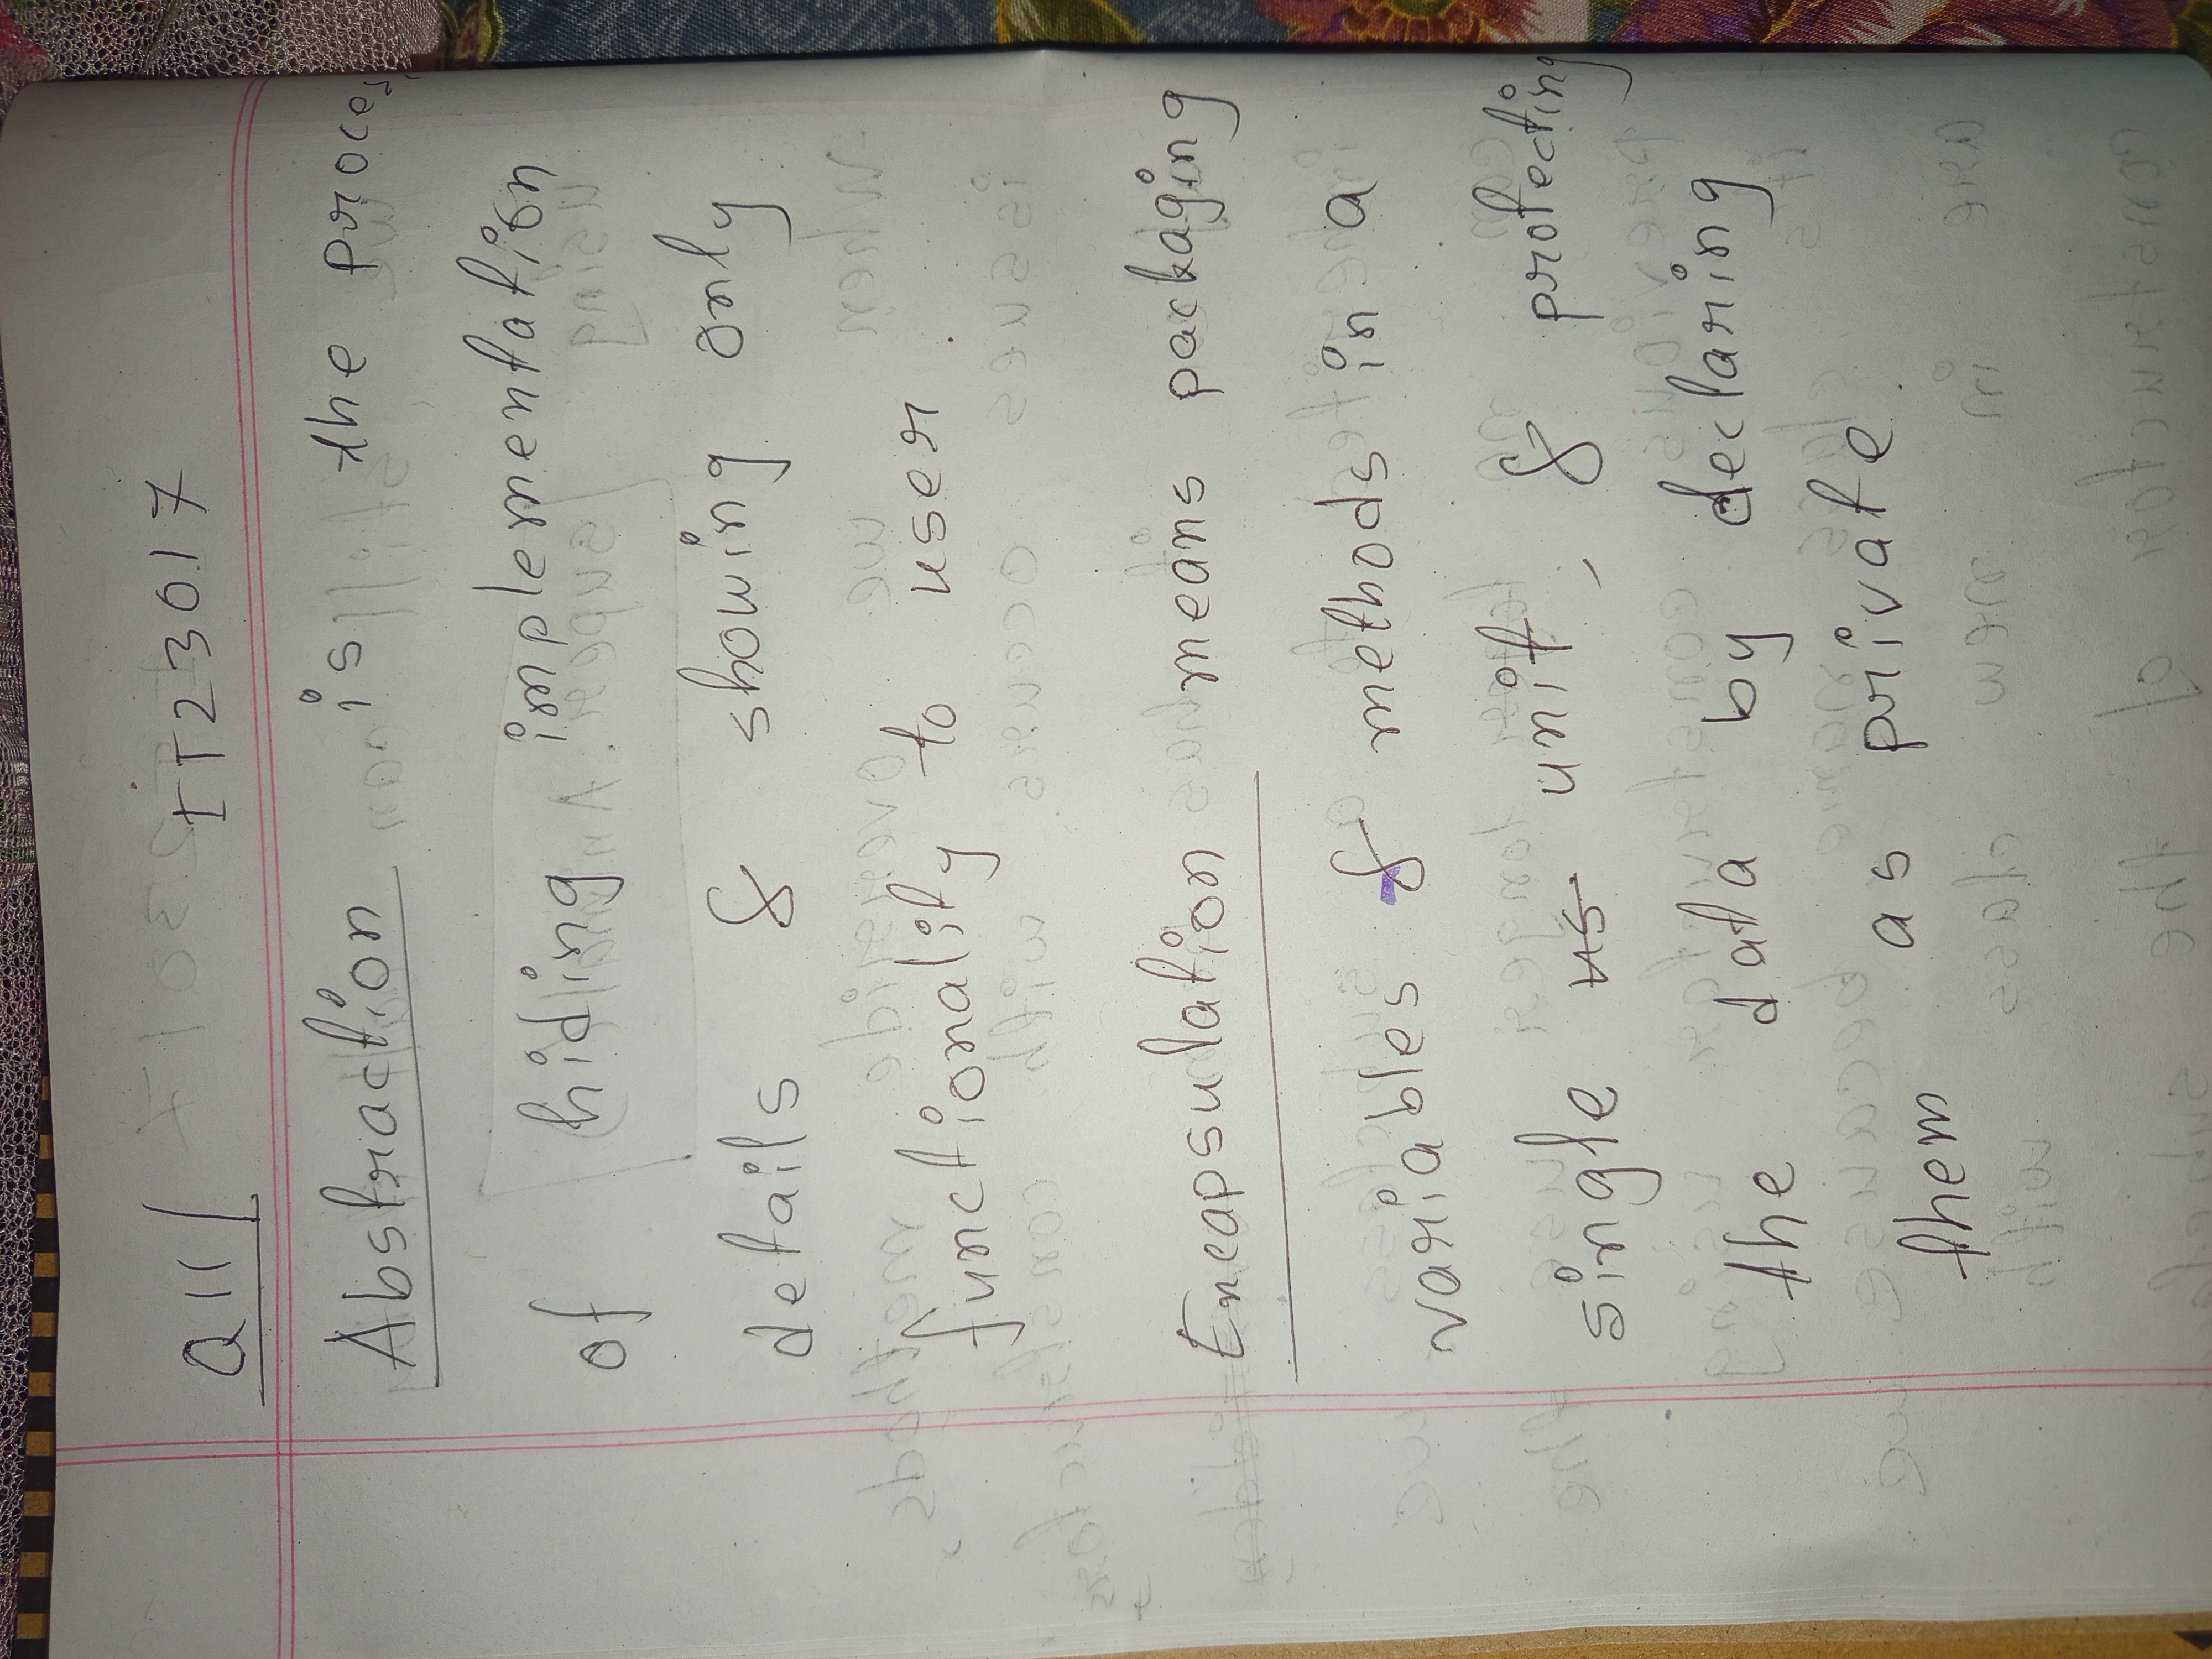 Q11/ IT23017
Abstraction is the proces
of hiding implementation
details & showing only
functionality to user.
Encapsulation means packaging
variables & methods in a
single us unit, & protecting
the data by declaring
them as private.